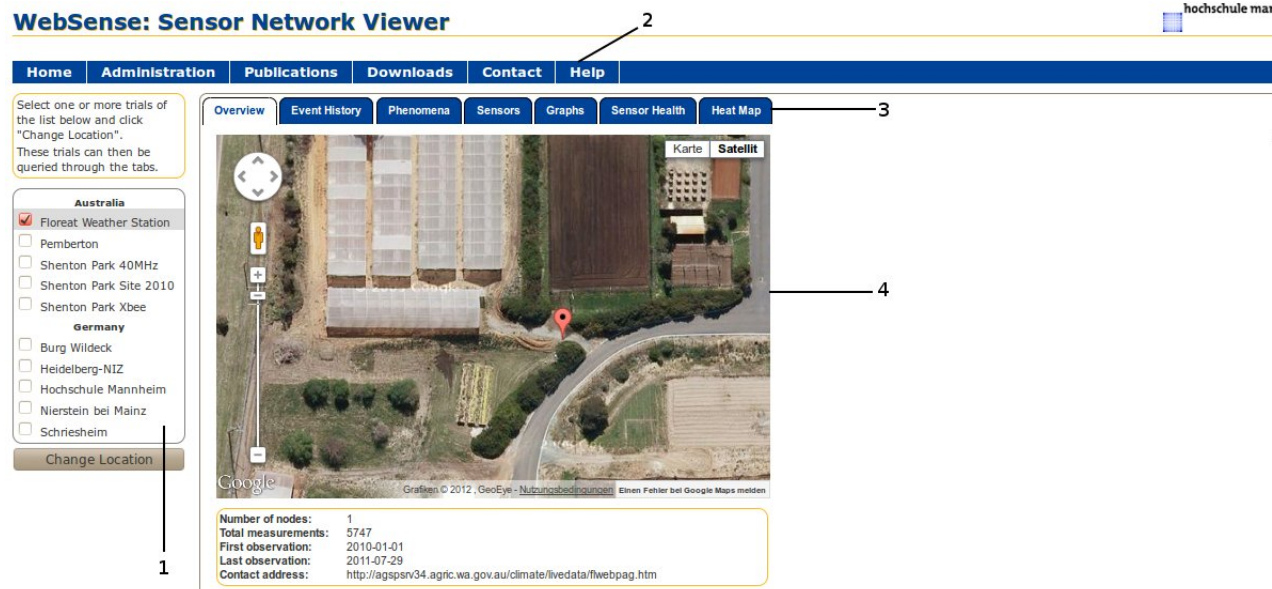 WebSense: Sensor Network Viewer
hochschule mar
2
Home Administration Publications Downloads Contact Help
Select one or more trials of
the list below and click
"Change Location".
These trials can then be
queried through the tabs.
Overview Event History Phenomena Sensors Graphs Sensor Health Heat Map
3
Karte Satellit
Australia
Floreat Weather Station
Pemberton
Shenton Park 40MHz
Shenton Park Site 2010
Shenton Park Xbee
Germany
Burg Wildeck
Heidelberg-NIZ
Hochschule Mannheim
Nierstein bei Mainz
Schriesheim
Change Location
4
Google
Grafiken © 2012 , GeoEye - Nutzungsbedingungen Einen Fehler bei Google Maps melden
Number of nodes: 1
Total measurements: 5747
First observation: 2010-01-01
Last observation: 2011-07-29
Contact address: http://agspsrv34.agric.wa.gov.au/climate/livedata/flwebpag.htm
1